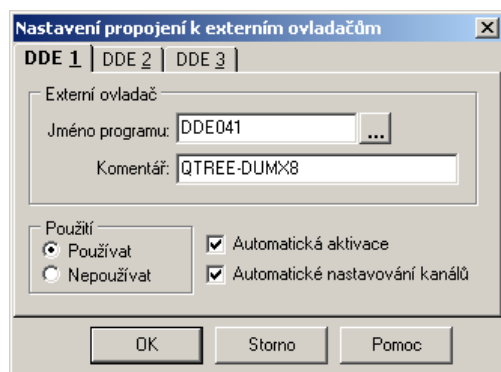 Nastavení propojení k externím ovladačům
DDE 1 DDE 2 DDE 3
Externí ovladač
Jméno programu: DDE041 ...
Komentář: QTREE-DUMX8
Použití
Používat
Nepoužívat
Automatická aktivace
Automatické nastavování kanálů
OK Storno Pomoc